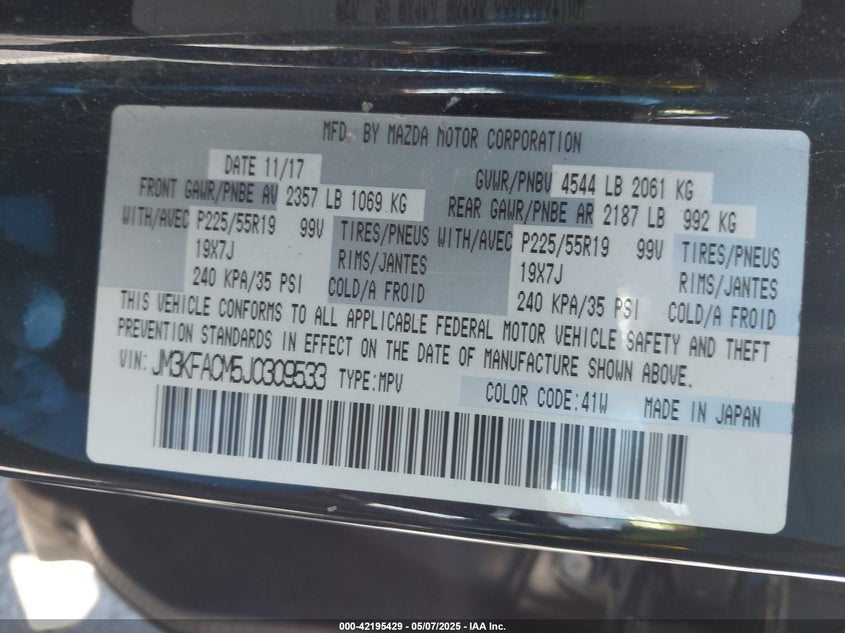 MFD. BY MAZDA MOTOR CORPORATION
DATE 11/17 GVWR/PNBV 4544 LB 2061 KG
FRONT GAWR/PNBE AV 2357 LB 1069 KG REAR GAWR/PNBE AR 2187 LB 992 KG
WITH/AVEC P225/55R19 99V TIRES/PNEUS WITH/AVEC P225/55R19 99V TIRES/PNEUS
19X7J RIMS/JANTES 19X7J RIMS/JANTES
240 KPA/35 PSI COLD/A FROID 240 KPA/35 PSI COLD/A FROID
THIS VEHICLE CONFORMS TO ALL APPLICABLE FEDERAL MOTOR VEHICLE SAFETY AND THEFT
PREVENTION STANDARDS IN EFFECT ON THE DATE OF MANUFACTURE SHOWN ABOVE.
VIN: JM3KFACM5J0309533 TYPE:MPV COLOR CODE:41W MADE IN JAPAN
000-42195429 - 05/07/2025 - IAA Inc.